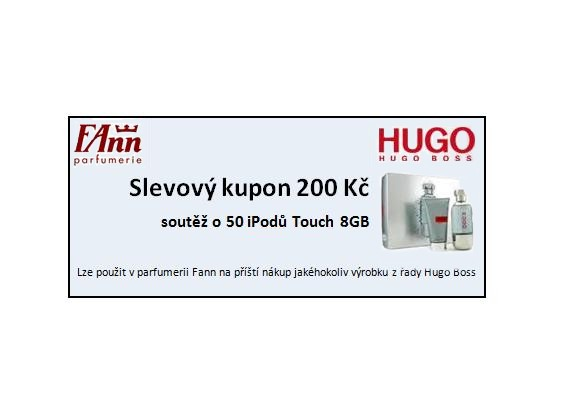 FAnn
parfumerie
HUGO
HUGO BOSS
Slevový kupon 200 Kč
soutěž o 50 iPodů Touch 8GB
Lze použit v parfumerii Fann na příští nákup jakéhokoliv výrobku z řady Hugo Boss